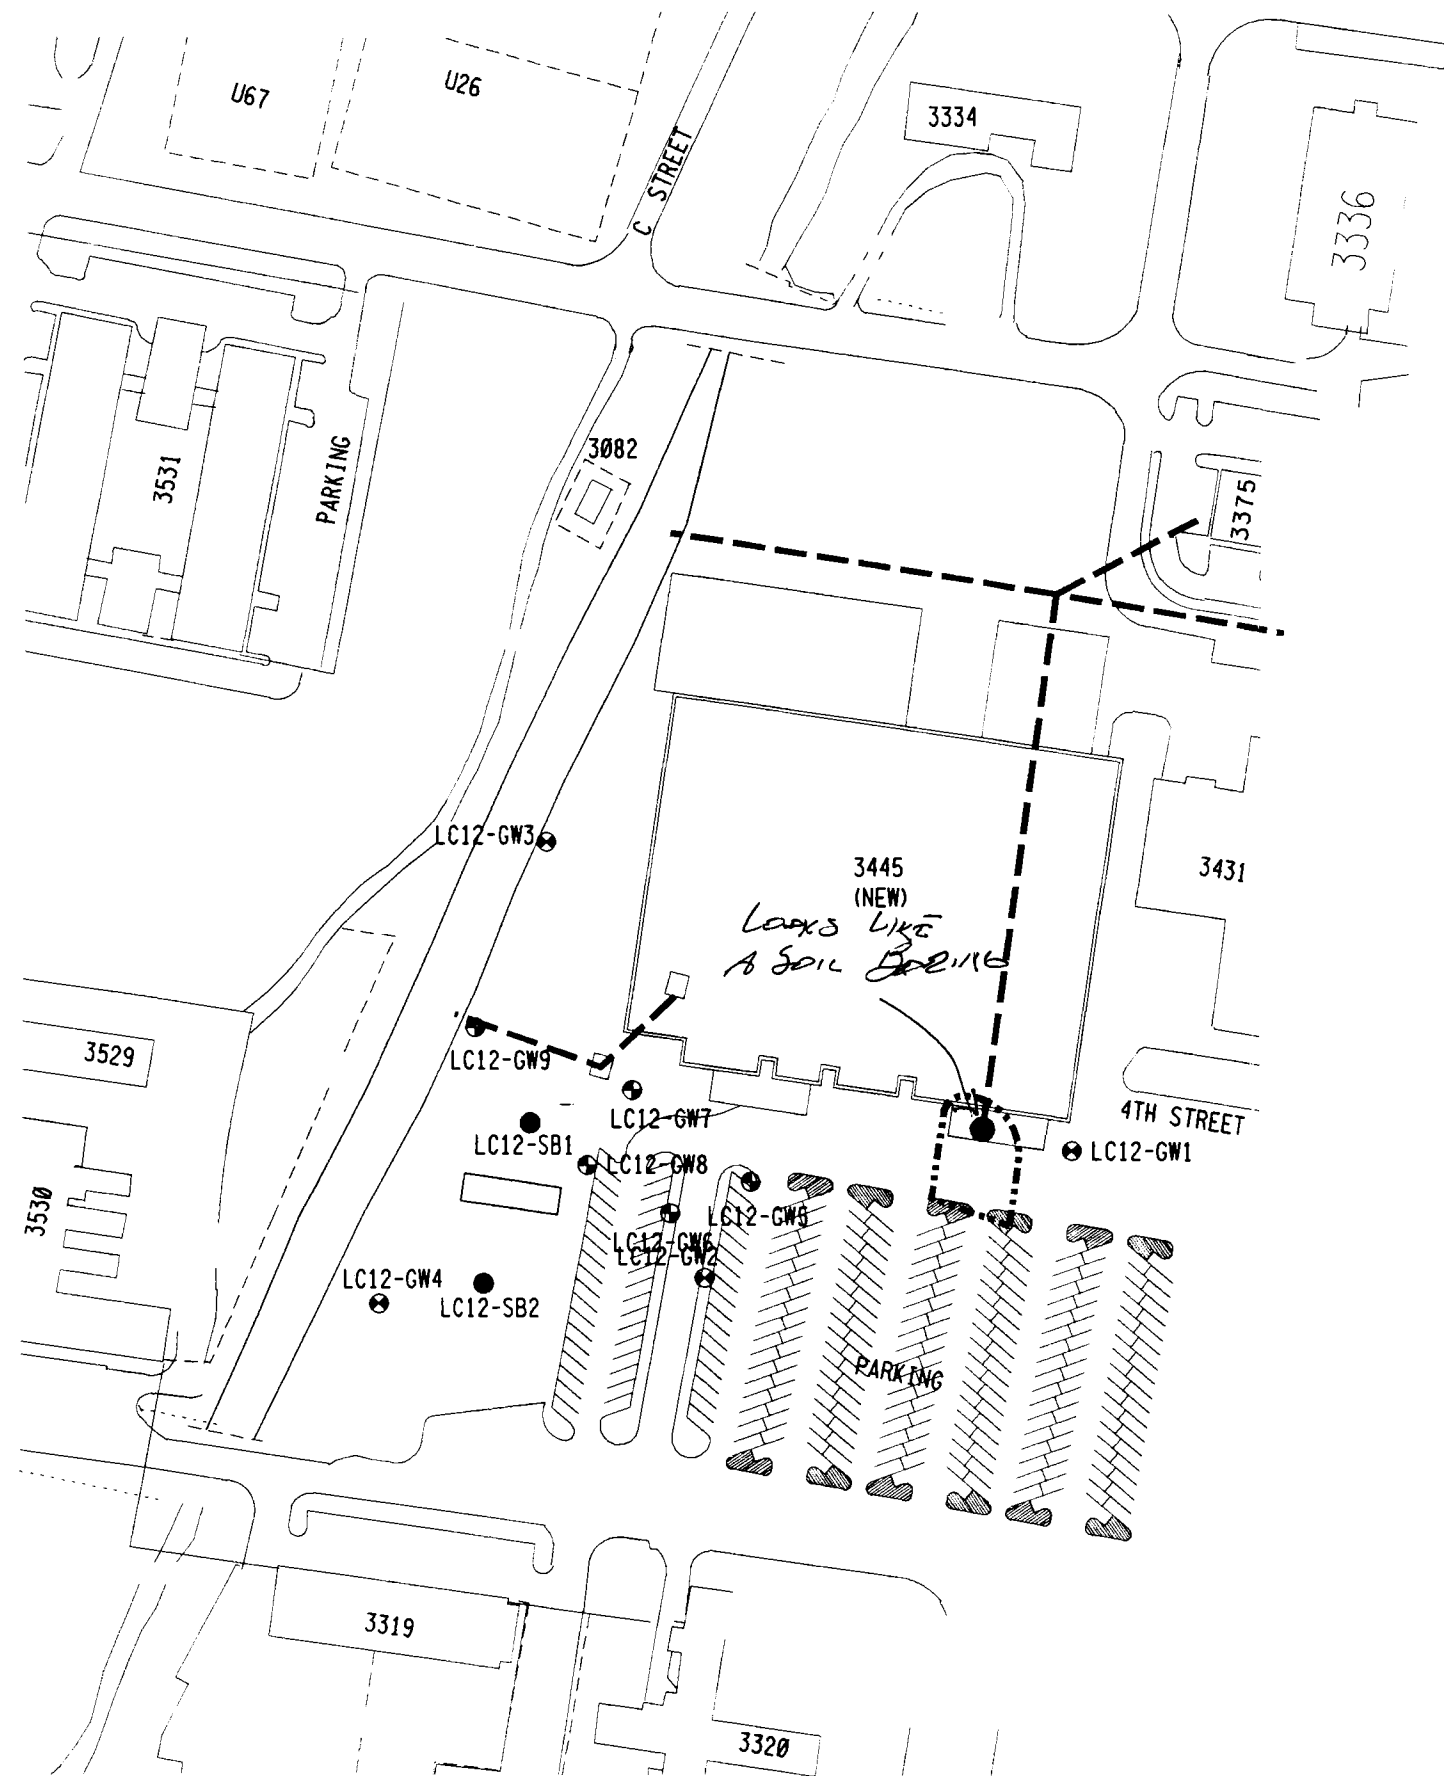 U67
U26
C STREET
3334
3336
3082
3531
PARKING
3375
LC12-GW3
3445
(NEW)
LOOKS LIKE
A SOIL BORING
3431
3529
LC12-GW9
LC12-GW7
4TH STREET
LC12-SB1
LC12-GW8
LC12-GW1
3530
LC12-GW5
LC12-GW6
LC12-GW2
LC12-GW4
LC12-SB2
PARKING
3319
3320